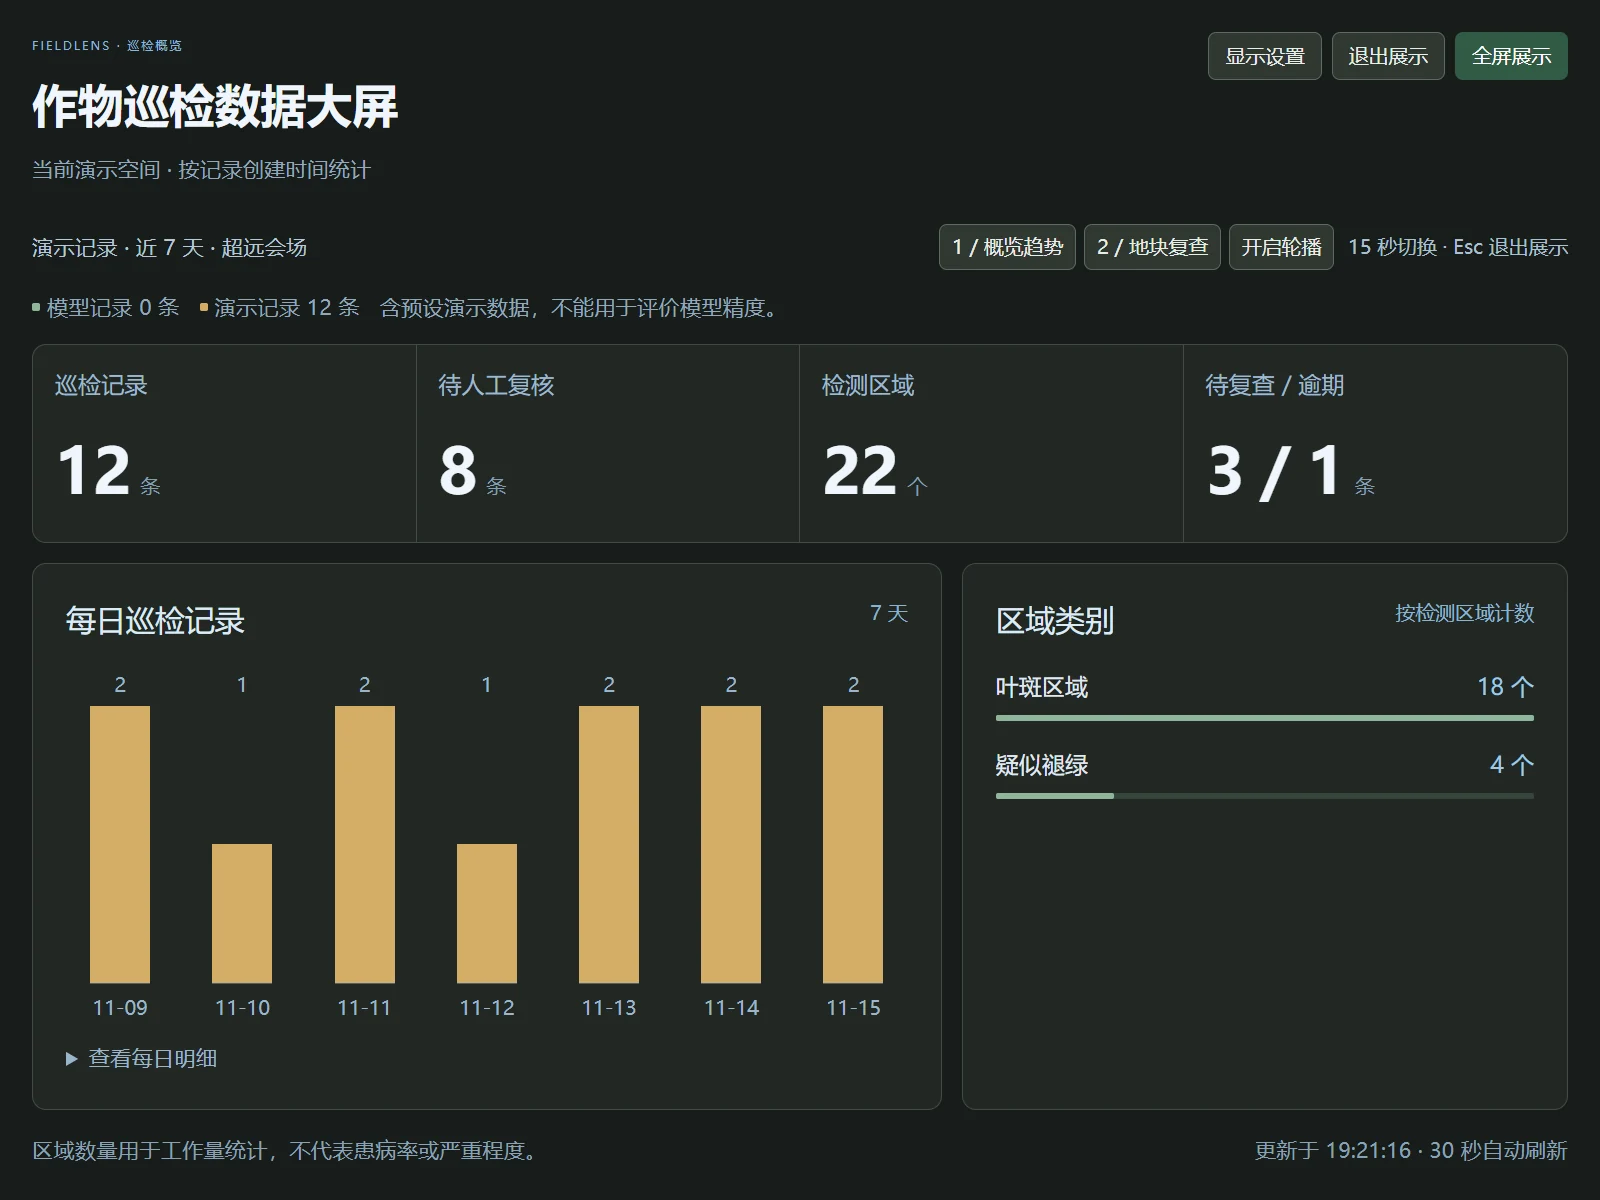 FIELDLENS · 巡检概览
显示设置 退出展示 全屏展示
作物巡检数据大屏
当前演示空间 · 按记录创建时间统计
演示记录 · 近 7 天 · 超远会场
1 / 概览趋势 2 / 地块复查 开启轮播 15 秒切换 · Esc 退出展示
模型记录 0 条 演示记录 12 条 含预设演示数据，不能用于评价模型精度。
巡检记录
12 条
待人工复核
8 条
检测区域
22 个
待复查 / 逾期
3 / 1 条
每日巡检记录 7 天
2 1 2 1 2 2 2
11-09 11-10 11-11 11-12 11-13 11-14 11-15
查看每日明细
区域类别 按检测区域计数
叶斑区域 18 个
疑似褪绿 4 个
区域数量用于工作量统计，不代表患病率或严重程度。
更新于 19:21:16 · 30 秒自动刷新